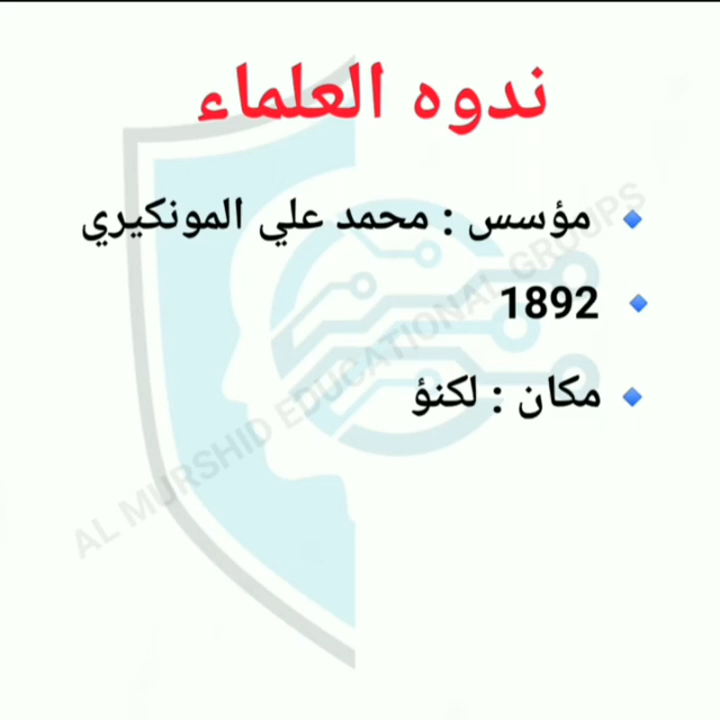 ندوه العلماء
مؤسس : محمد علي المونكيري
1892
مكان : لكنؤ
AL MURSHID EDUCATIONAL GROUPS